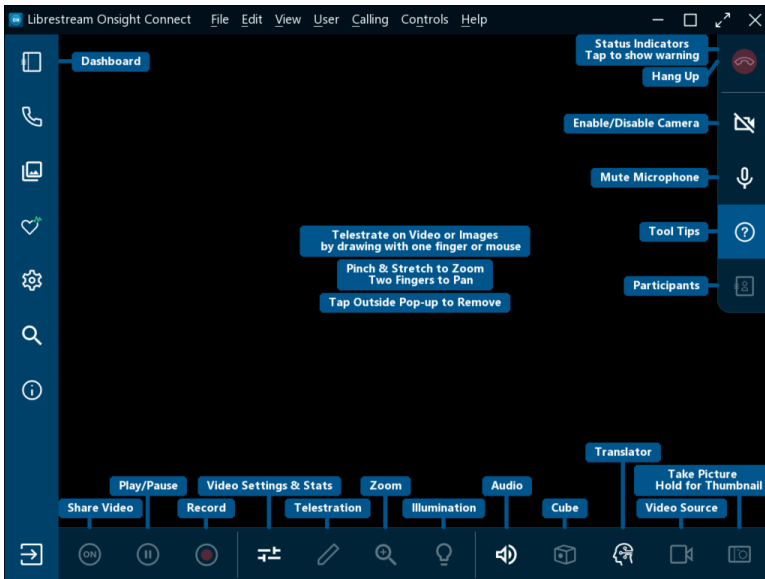 Librestream Onsight Connect File Edit View User Calling Controls Help
Status Indicators
Tap to show warning
Dashboard
Hang Up
Enable/Disable Camera
Mute Microphone
Telestrate on Video or Images
by drawing with one finger or mouse
Tool Tips
Pinch & Stretch to Zoom
Two Fingers to Pan
Participants
Tap Outside Pop-up to Remove
Translator
Take Picture
Hold for Thumbnail
Play/Pause Video Settings & Stats Zoom Audio
Share Video Record Telestration Illumination Cube Video Source
ON